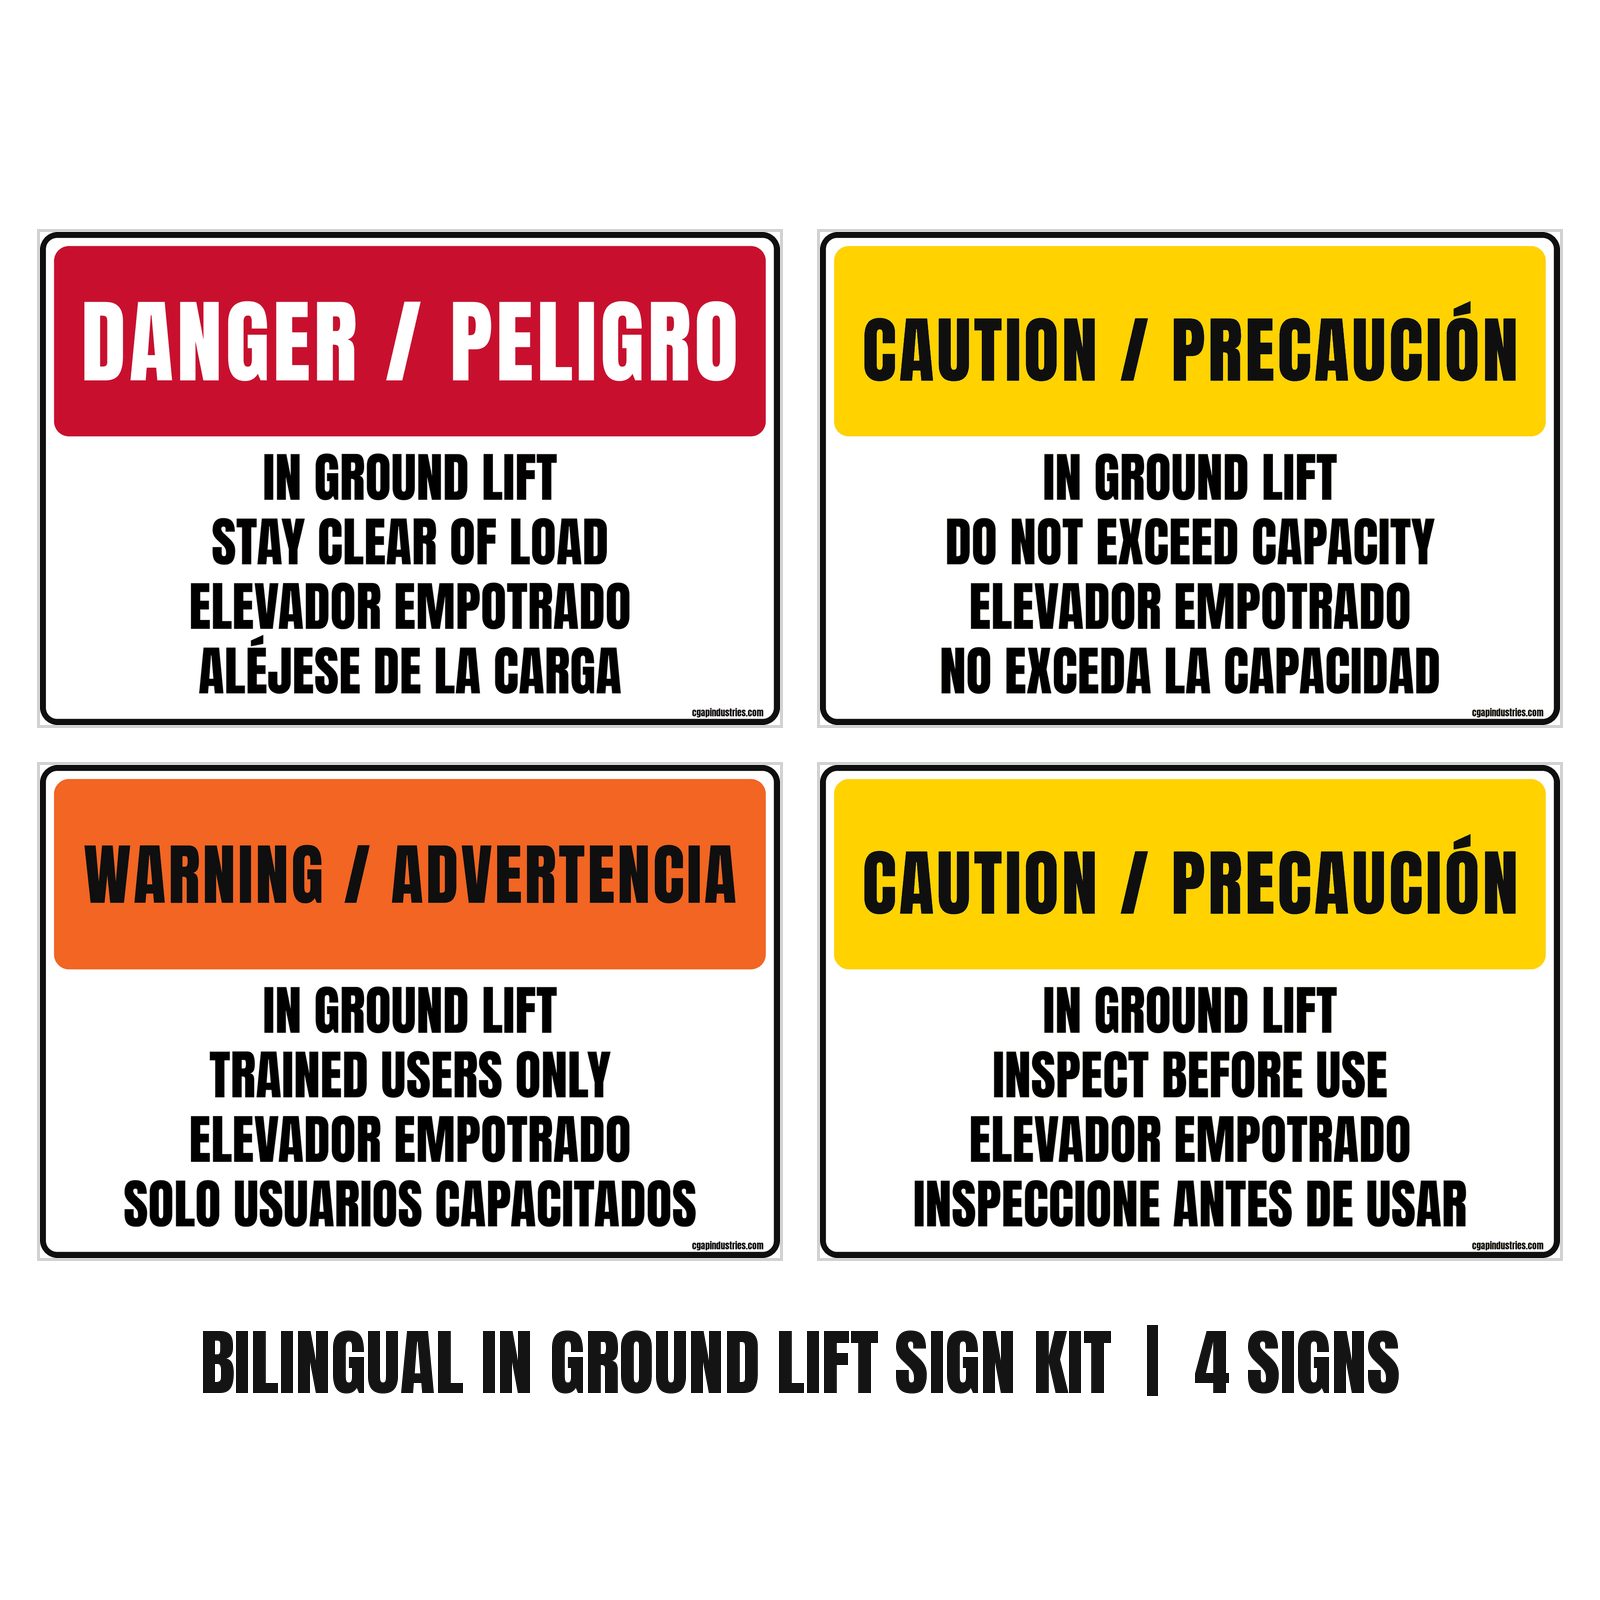 DANGER / PELIGRO
IN GROUND LIFT
STAY CLEAR OF LOAD
ELEVADOR EMPOTRADO
ALÉJESE DE LA CARGA
cgapindustries.com
CAUTION / PRECAUCIÓN
IN GROUND LIFT
DO NOT EXCEED CAPACITY
ELEVADOR EMPOTRADO
NO EXCEDA LA CAPACIDAD
cgapindustries.com
WARNING / ADVERTENCIA
IN GROUND LIFT
TRAINED USERS ONLY
ELEVADOR EMPOTRADO
SOLO USUARIOS CAPACITADOS
cgapindustries.com
CAUTION / PRECAUCIÓN
IN GROUND LIFT
INSPECT BEFORE USE
ELEVADOR EMPOTRADO
INSPECCIONE ANTES DE USAR
cgapindustries.com
BILINGUAL IN GROUND LIFT SIGN KIT | 4 SIGNS